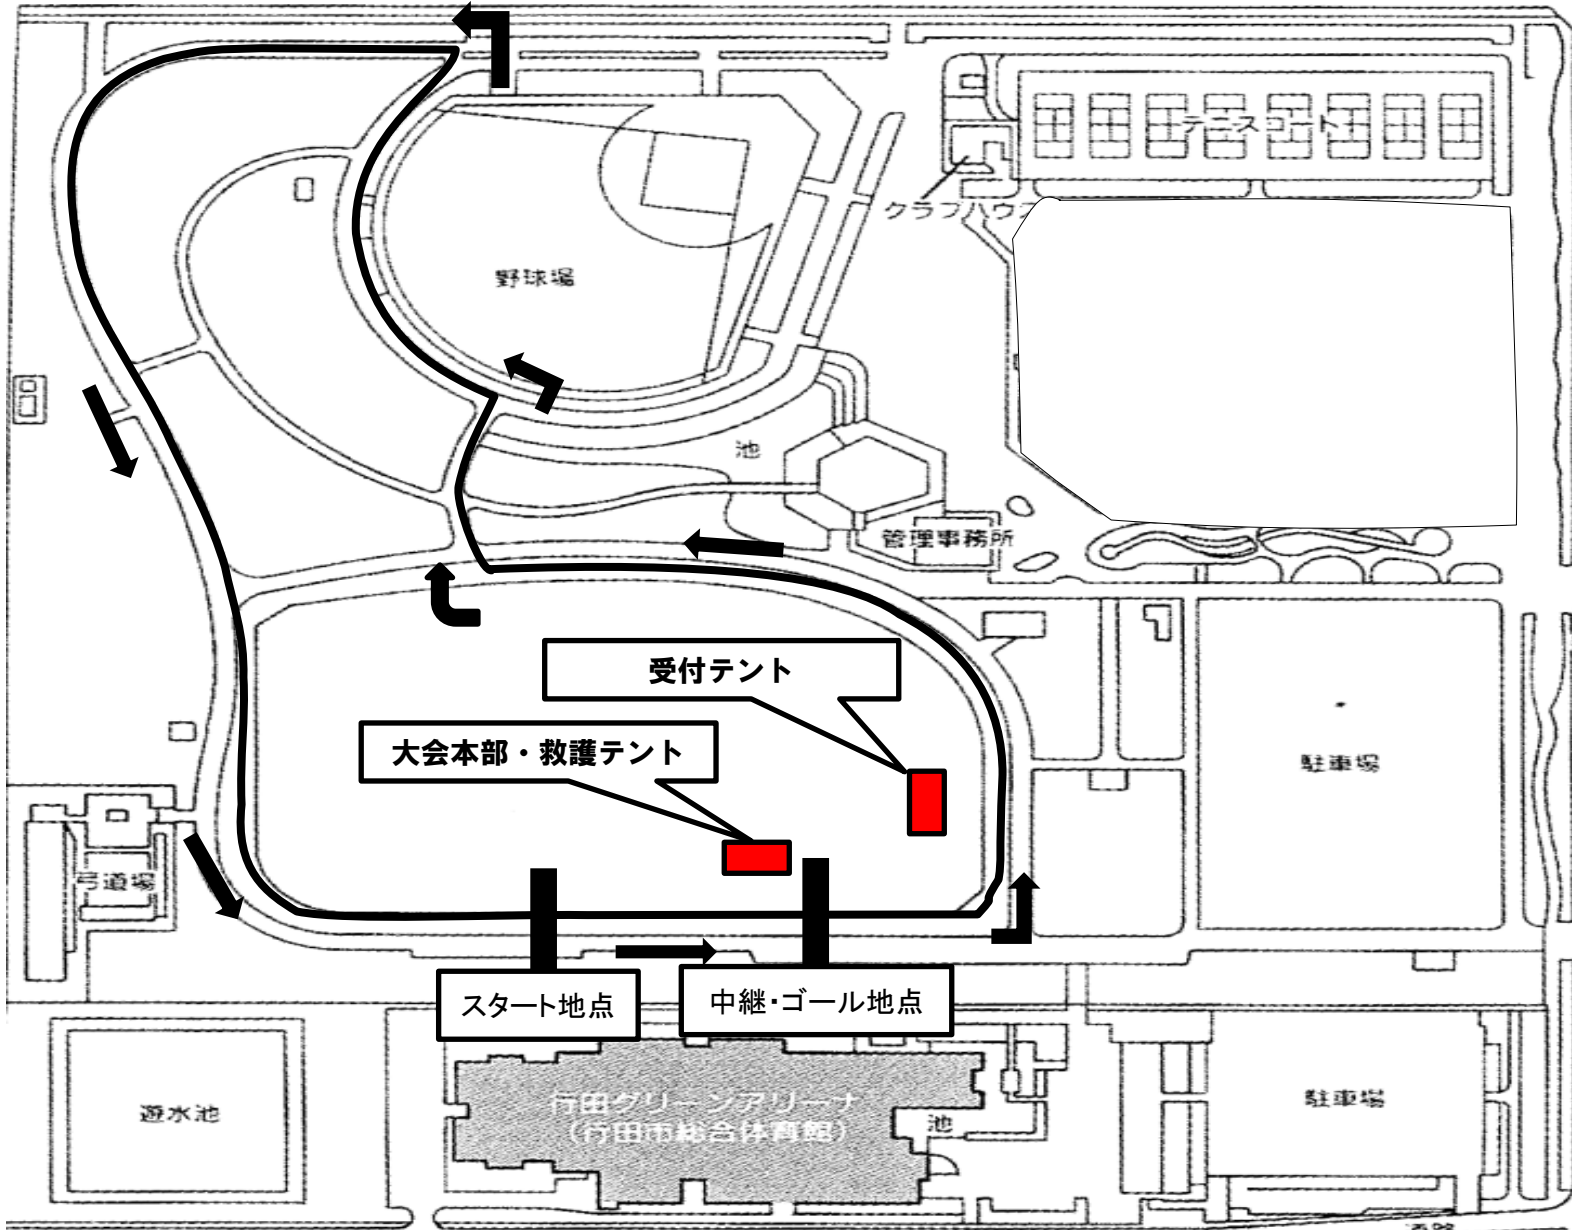 テニスコート
クラブハウス
野球場
池
管理事務所
受付テント
大会本部・救護テント
駐車場
弓道場
スタート地点
中継・ゴール地点
遊水池
行田グリーンアリーナ
(行田市総合体育館)
池
駐車場